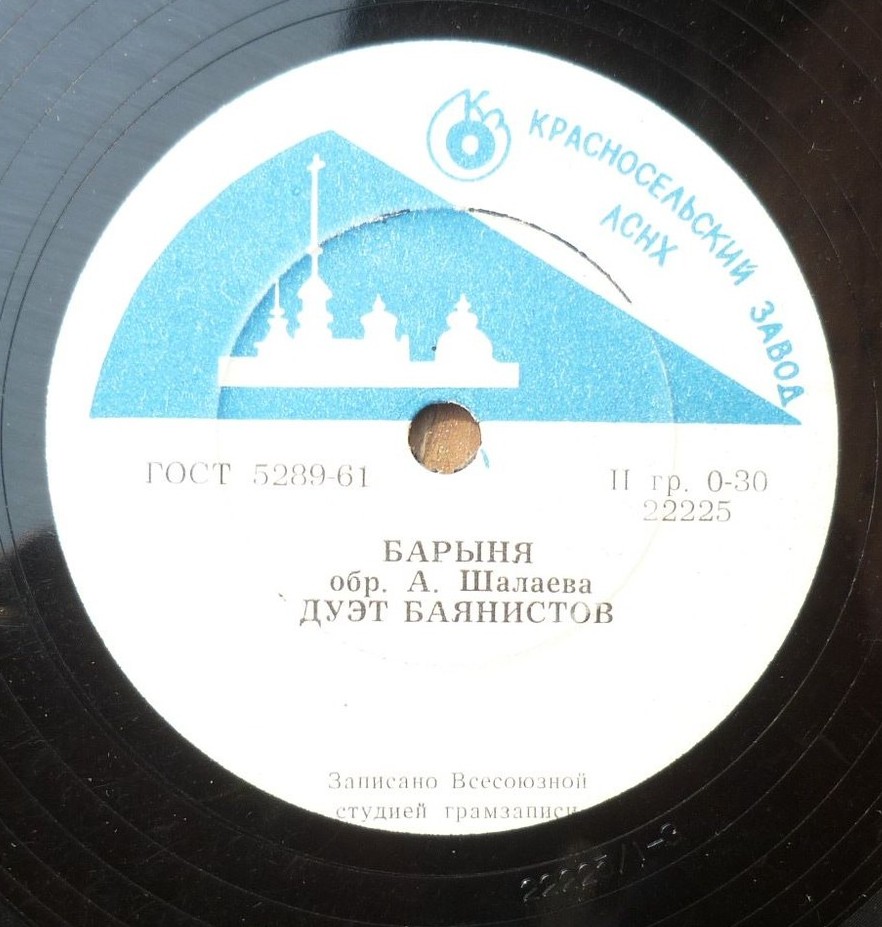 КРАСНОСЕЛЬСКИЙ ЗАВОД
ЛСНХ
ГОСТ 5289-61
II гр. 0-30
22225
БАРЫНЯ
обр. А. Шалаева
ДУЭТ БАЯНИСТОВ
Записано Всесоюзной
студией грамзаписи